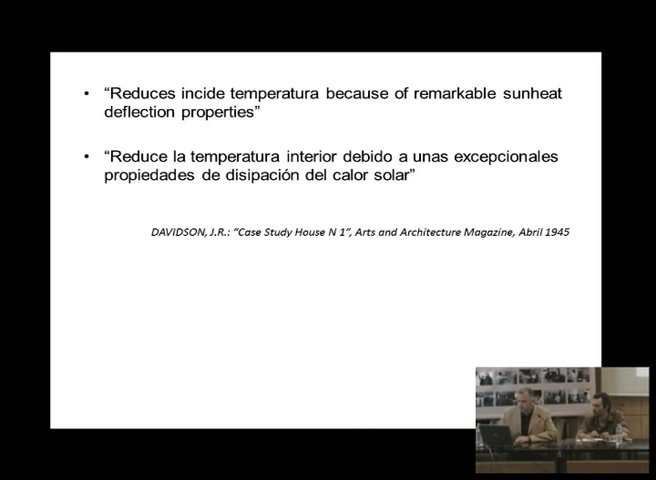 • “Reduces incide temperatura because of remarkable sunheat
deflection properties”
• “Reduce la temperatura interior debido a unas excepcionales
propiedades de disipación del calor solar”
DAVIDSON, J.R.: “Case Study House N 1”, Arts and Architecture Magazine, Abril 1945